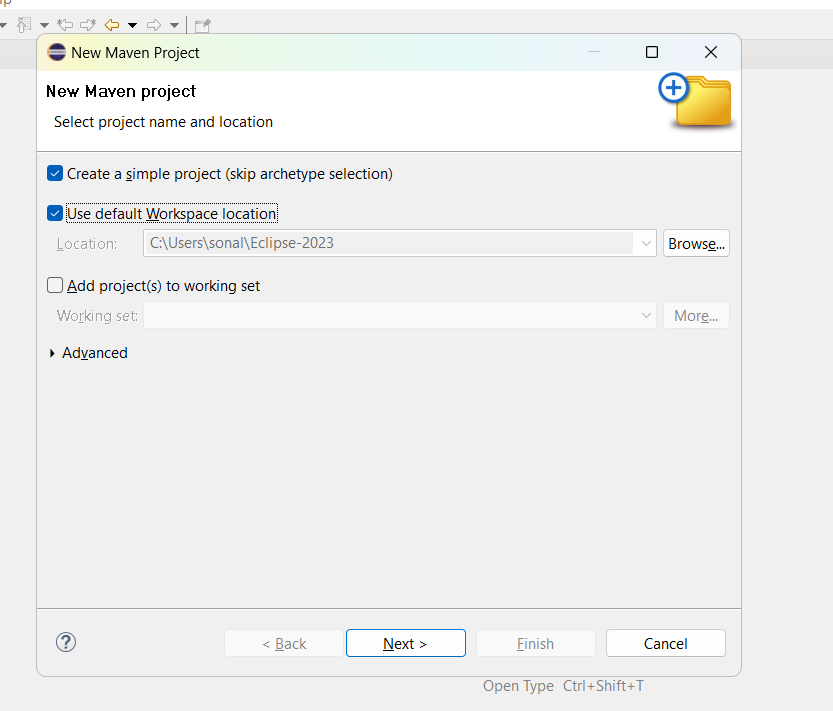 New Maven Project
New Maven project
Select project name and location
Create a simple project (skip archetype selection)
Use default Workspace location
Location: C:\Users\sonal\Eclipse-2023 Browse...
Add project(s) to working set
Working set: More...
Advanced
< Back Next > Finish Cancel
Open Type Ctrl+Shift+T